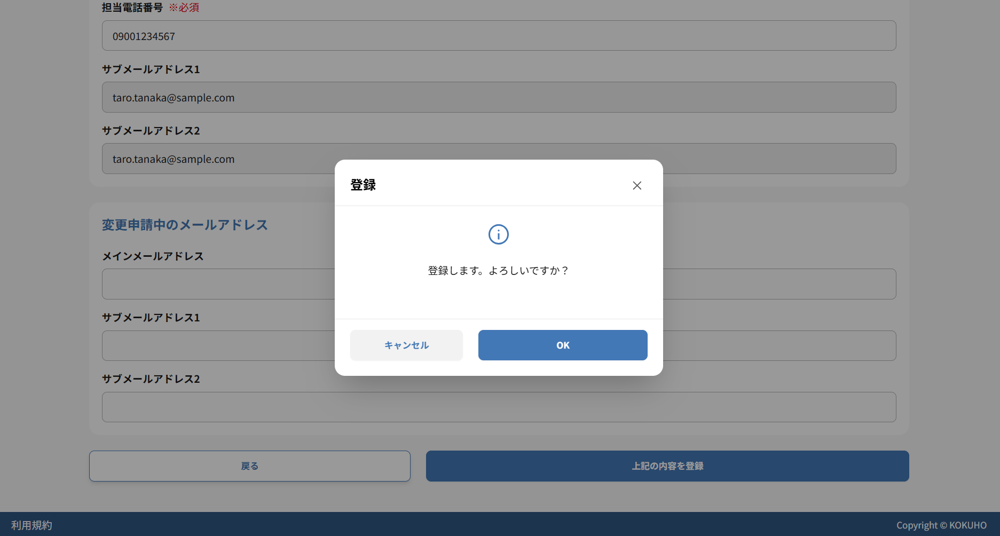 担当電話番号 ※必須
09001234567
サブメールアドレス1
taro.tanaka@sample.com
サブメールアドレス2
taro.tanaka@sample.com
登録
登録します。よろしいですか？
キャンセル
OK
変更申請中のメールアドレス
メインメールアドレス
サブメールアドレス1
サブメールアドレス2
戻る
上記の内容を登録
利用規約
Copyright © KOKUHO